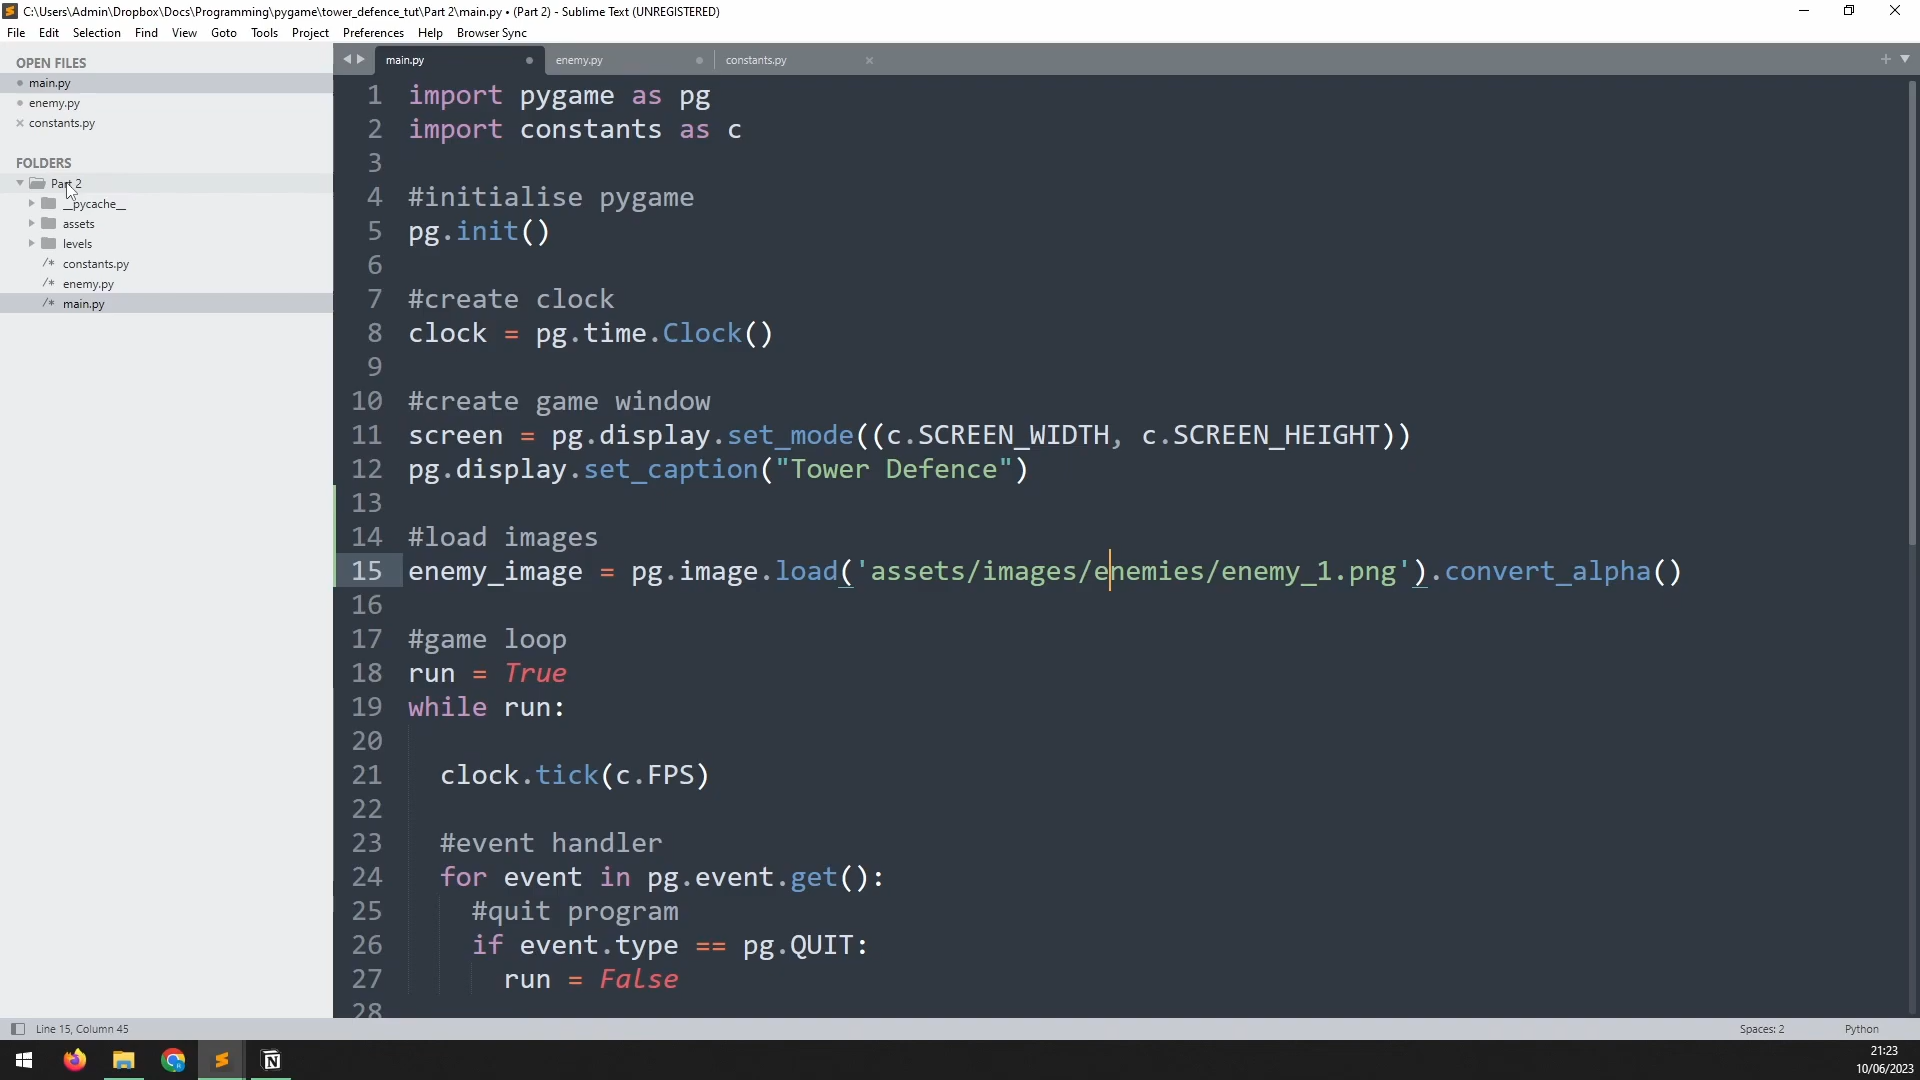 C:\Users\Admin\Dropbox\Docs\Programming\pygame\tower_defence_tut\Part 2\main.py • (Part 2) - Sublime Text (UNREGISTERED)
File Edit Selection Find View Goto Tools Project Preferences Help Browser Sync
OPEN FILES
main.py
enemy.py
constants.py
FOLDERS
Part 2
__pycache__
assets
levels
/* constants.py
/* enemy.py
/* main.py
main.py enemy.py constants.py
1 import pygame as pg
2 import constants as c
3
4 #initialise pygame
5 pg.init()
6
7 #create clock
8 clock = pg.time.Clock()
9
10 #create game window
11 screen = pg.display.set_mode((c.SCREEN_WIDTH, c.SCREEN_HEIGHT))
12 pg.display.set_caption("Tower Defence")
13
14 #load images
15 enemy_image = pg.image.load('assets/images/enemies/enemy_1.png').convert_alpha()
16
17 #game loop
18 run = True
19 while run:
20
21 clock.tick(c.FPS)
22
23 #event handler
24 for event in pg.event.get():
25 #quit program
26 if event.type == pg.QUIT:
27 run = False
28
Line 15, Column 45
Spaces: 2
Python
21:23
10/06/2023